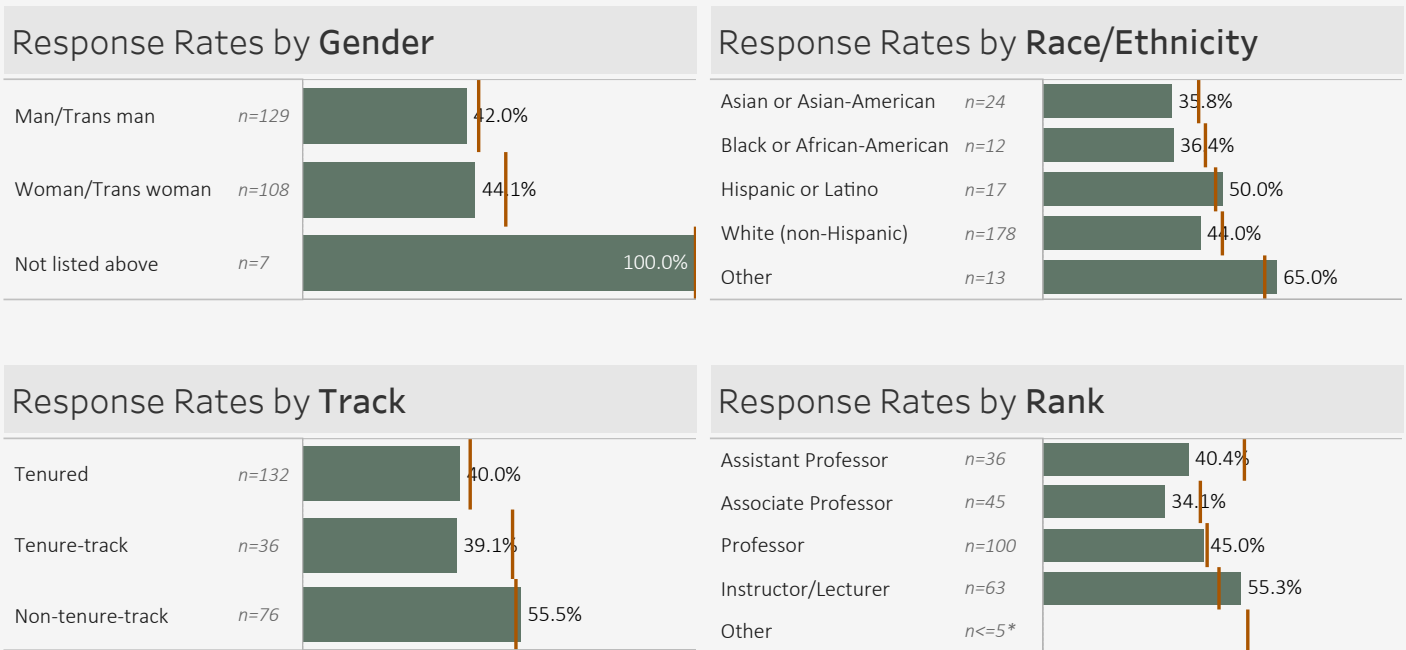 Response Rates by Gender
Man/Trans man n=129 42.0%
Woman/Trans woman n=108 44.1%
Not listed above n=7 100.0%
Response Rates by Race/Ethnicity
Asian or Asian-American n=24 35.8%
Black or African-American n=12 36.4%
Hispanic or Latino n=17 50.0%
White (non-Hispanic) n=178 44.0%
Other n=13 65.0%
Response Rates by Track
Tenured n=132 40.0%
Tenure-track n=36 39.1%
Non-tenure-track n=76 55.5%
Response Rates by Rank
Assistant Professor n=36 40.4%
Associate Professor n=45 34.1%
Professor n=100 45.0%
Instructor/Lecturer n=63 55.3%
Other n<=5*